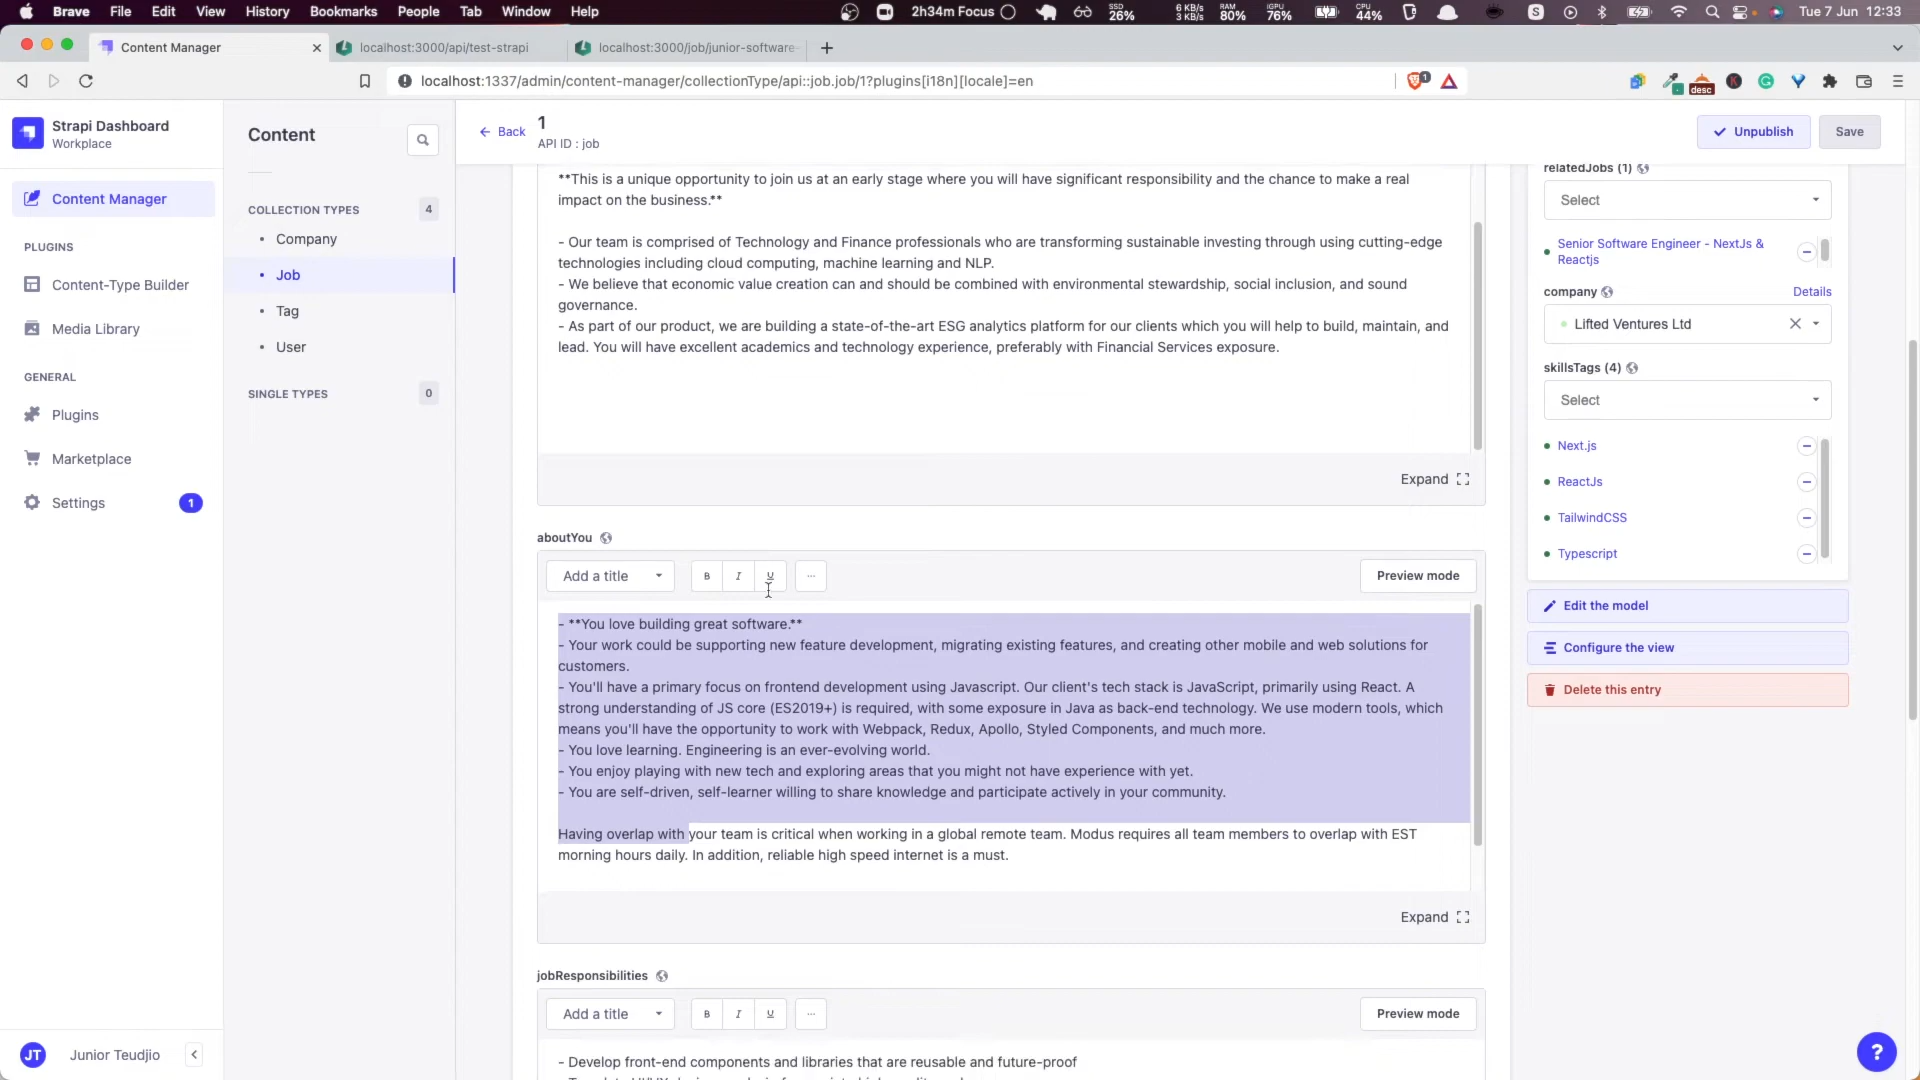 Brave File Edit View History Bookmarks People Tab Window Help 2h34m Focus SSD 26% 6 KB/s 3 KB/s RAM 80% iGPU 76% CPU 44% Tue 7 Jun 12:33
Content Manager localhost:3000/api/test-strapi localhost:3000/job/junior-software-
localhost:1337/admin/content-manager/collectionType/api::job.job/1?plugins[i18n][locale]=en 1 desc
Strapi Dashboard
Workplace
Content Manager
PLUGINS
Content-Type Builder
Media Library
GENERAL
Plugins
Marketplace
Settings 1
JT Junior Teudjio
Content
COLLECTION TYPES 4
Company
Job
Tag
User
SINGLE TYPES 0
Back
1
API ID : job
Unpublish Save
**This is a unique opportunity to join us at an early stage where you will have significant responsibility and the chance to make a real
impact on the business.**
- Our team is comprised of Technology and Finance professionals who are transforming sustainable investing through using cutting-edge
technologies including cloud computing, machine learning and NLP.
- We believe that economic value creation can and should be combined with environmental stewardship, social inclusion, and sound
governance.
- As part of our product, we are building a state-of-the-art ESG analytics platform for our clients which you will help to build, maintain, and
lead. You will have excellent academics and technology experience, preferably with Financial Services exposure.
Expand
aboutYou
Add a title B I U ... Preview mode
- **You love building great software.**
- Your work could be supporting new feature development, migrating existing features, and creating other mobile and web solutions for
customers.
- You'll have a primary focus on frontend development using Javascript. Our client's tech stack is JavaScript, primarily using React. A
strong understanding of JS core (ES2019+) is required, with some exposure in Java as back-end technology. We use modern tools, which
means you'll have the opportunity to work with Webpack, Redux, Apollo, Styled Components, and much more.
- You love learning. Engineering is an ever-evolving world.
- You enjoy playing with new tech and exploring areas that you might not have experience with yet.
- You are self-driven, self-learner willing to share knowledge and participate actively in your community.
Having overlap with your team is critical when working in a global remote team. Modus requires all team members to overlap with EST
morning hours daily. In addition, reliable high speed internet is a must.
Expand
jobResponsibilities
Add a title B I U ... Preview mode
- Develop front-end components and libraries that are reusable and future-proof
relatedJobs (1)
Select
Senior Software Engineer - NextJs &
Reactjs
company Details
Lifted Ventures Ltd
skillsTags (4)
Select
Next.js
ReactJs
TailwindCSS
Typescript
Edit the model
Configure the view
Delete this entry
?